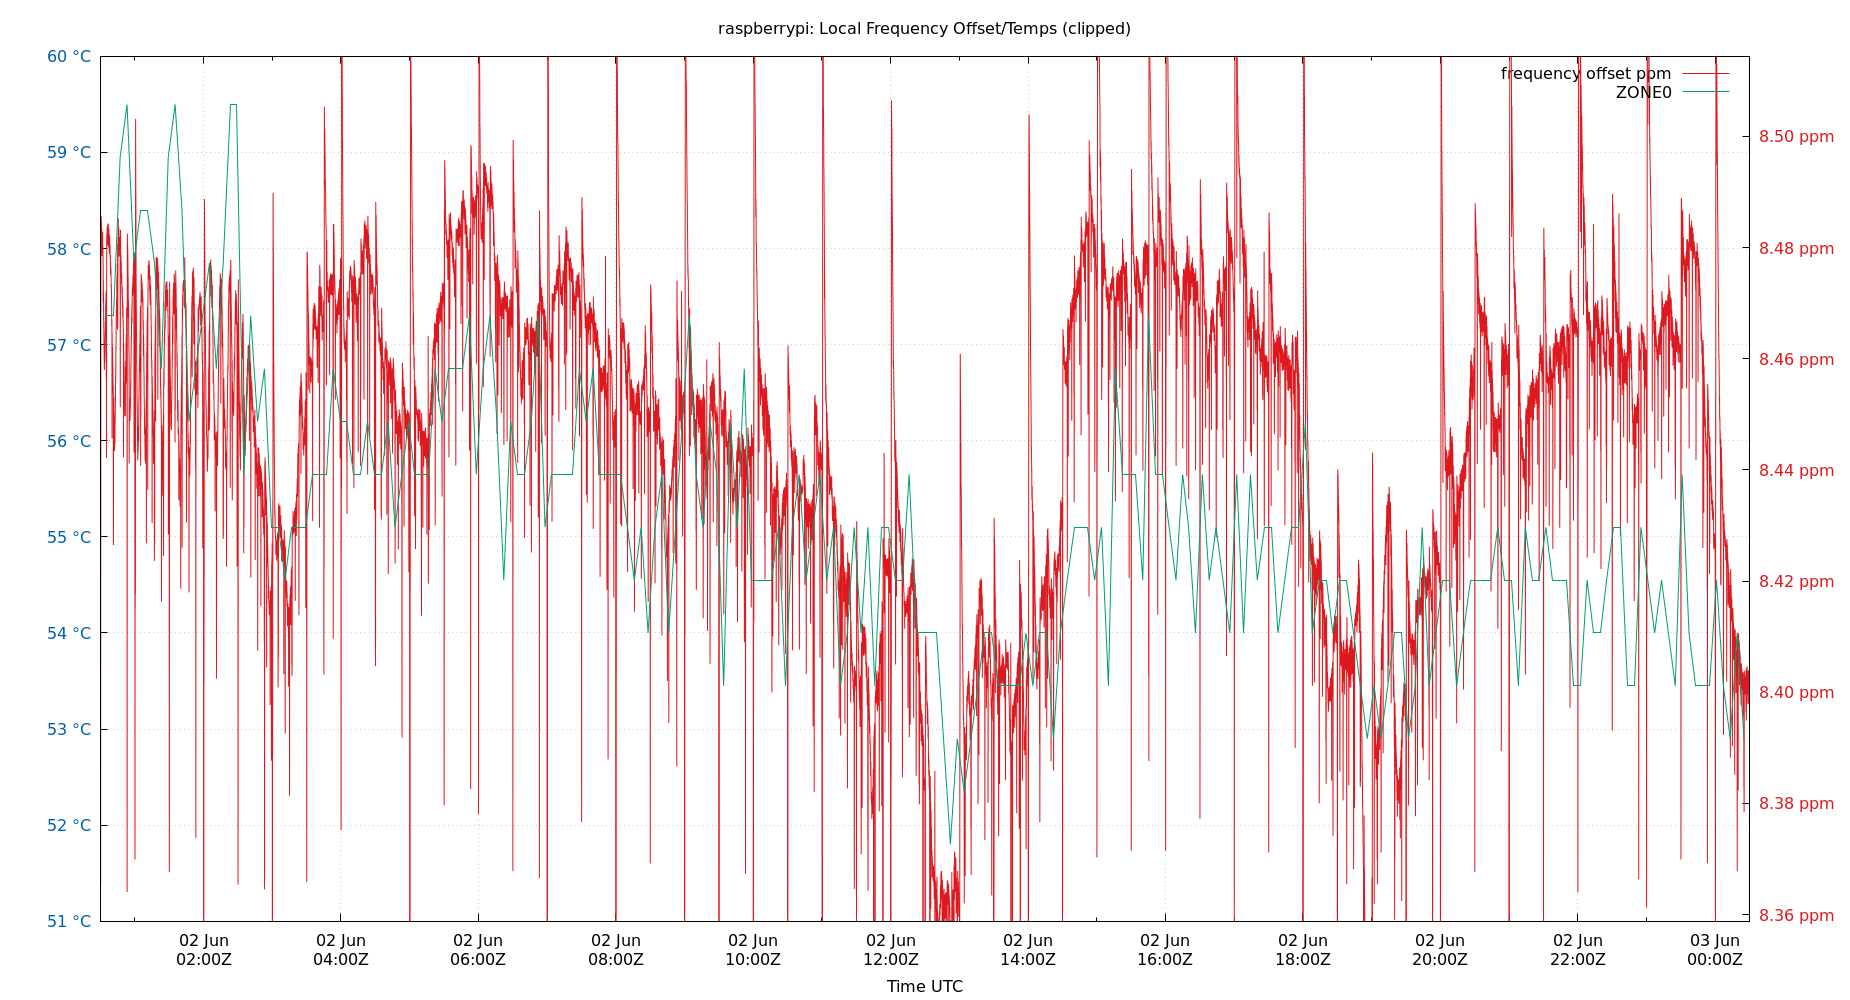 raspberrypi: Local Frequency Offset/Temps (clipped)
60 °C
59 °C
58 °C
57 °C
56 °C
55 °C
54 °C
53 °C
52 °C
51 °C
frequency offset ppm
ZONE0
8.50 ppm
8.48 ppm
8.46 ppm
8.44 ppm
8.42 ppm
8.40 ppm
8.38 ppm
8.36 ppm
02 Jun 02 Jun 02 Jun 02 Jun 02 Jun 02 Jun 02 Jun 02 Jun 02 Jun 02 Jun 02 Jun 03 Jun
02:00Z 04:00Z 06:00Z 08:00Z 10:00Z 12:00Z 14:00Z 16:00Z 18:00Z 20:00Z 22:00Z 00:00Z
Time UTC